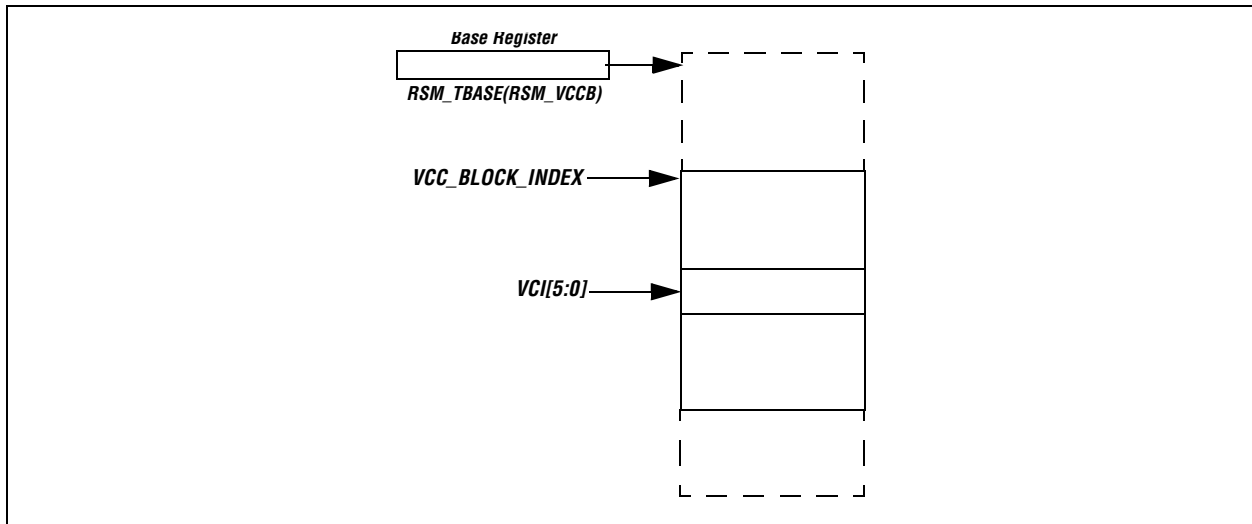 Base Register
RSM_TBASE(RSM_VCCB)
VCC_BLOCK_INDEX
VCI[5:0]